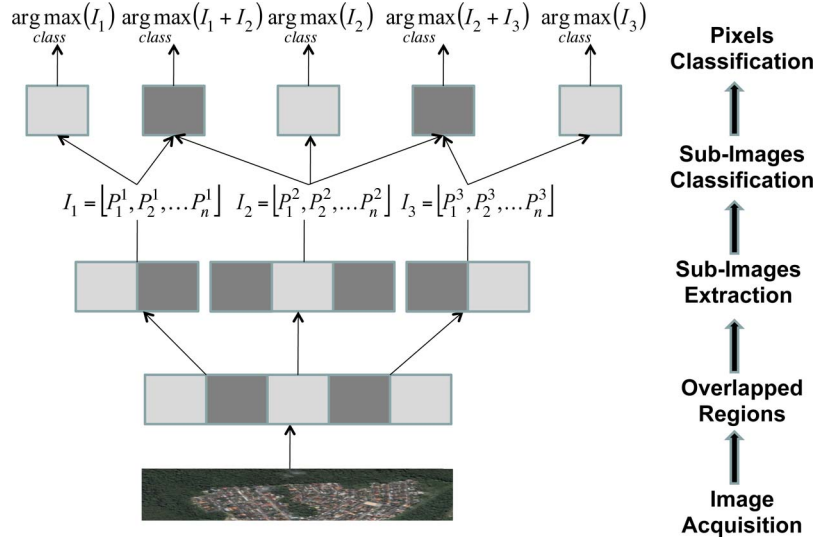 arg max(I₁) arg max(I₁ + I₂) arg max(I₂) arg max(I₂ + I₃) arg max(I₃)
class class class class class
Pixels
Classification
Sub-Images
Classification
I₁ = ⌊P₁¹, P₂¹, … Pₙ¹⌋ I₂ = ⌊P₁², P₂², … Pₙ²⌋ I₃ = ⌊P₁³, P₂³, … Pₙ³⌋
Sub-Images
Extraction
Overlapped
Regions
Image
Acquisition